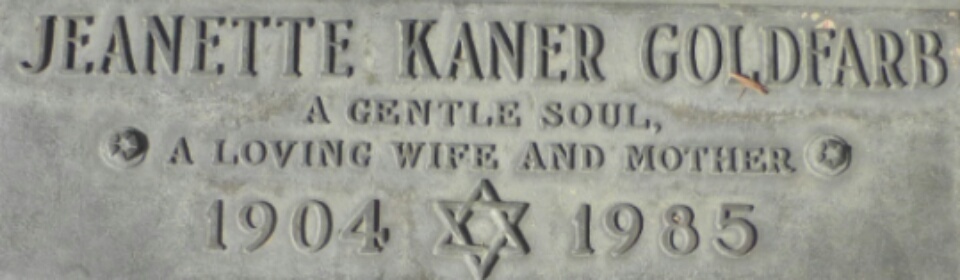 JEANETTE KANER GOLDFARB
A GENTLE SOUL,
A LOVING WIFE AND MOTHER
1904 ✡ 1985